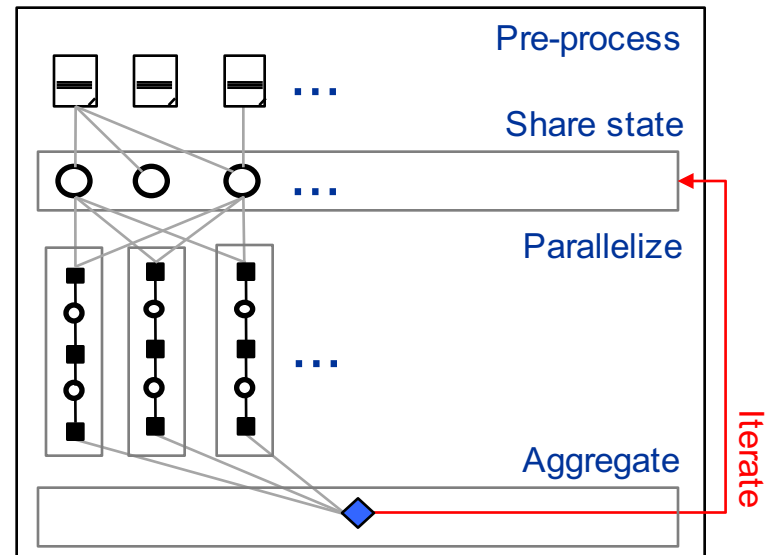 Pre-process
...
Share state
...
Parallelize
...
Iterate
Aggregate